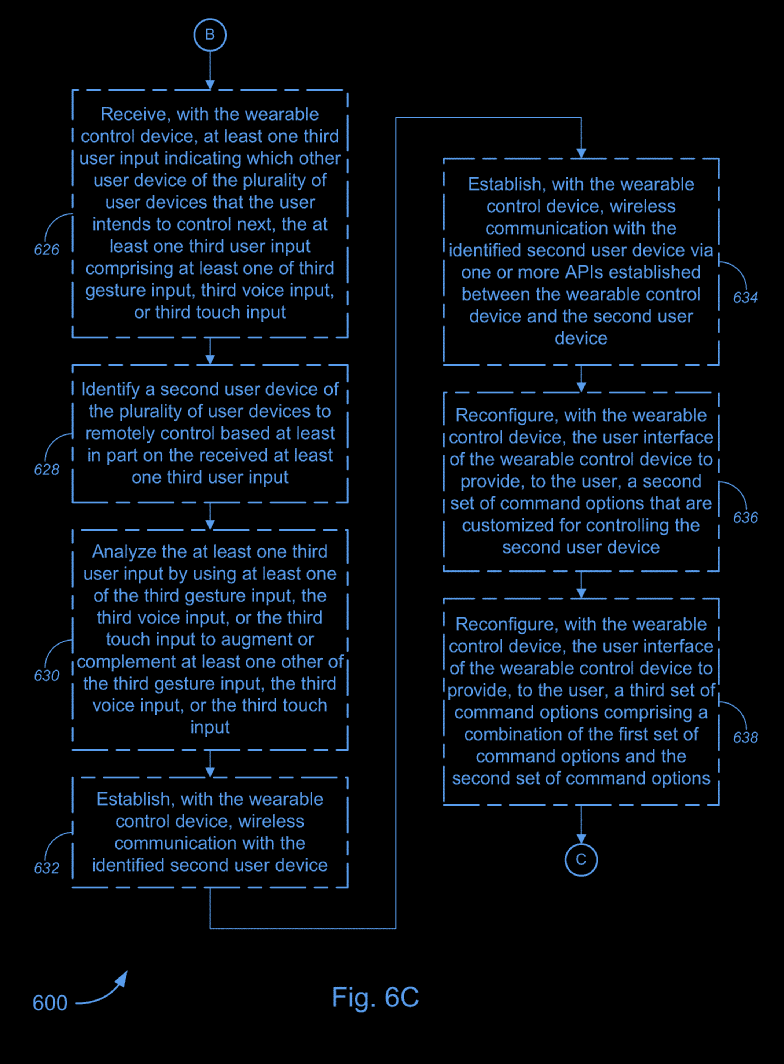 B
Receive, with the wearable
control device, at least one third
user input indicating which other
user device of the plurality of
user devices that the user
intends to control next, the at
least one third user input
comprising at least one of third
gesture input, third voice input,
or third touch input
626
Identify a second user device of
the plurality of user devices to
remotely control based at least
in part on the received at least
one third user input
628
Analyze the at least one third
user input by using at least one
of the third gesture input, the
third voice input, or the third
touch input to augment or
complement at least one other of
the third gesture input, the third
voice input, or the third touch
input
630
Establish, with the wearable
control device, wireless
communication with the
identified second user device
632
Establish, with the wearable
control device, wireless
communication with the
identified second user device via
one or more APIs established
between the wearable control
device and the second user
device
634
Reconfigure, with the wearable
control device, the user interface
of the wearable control device to
provide, to the user, a second
set of command options that are
customized for controlling the
second user device
636
Reconfigure, with the wearable
control device, the user interface
of the wearable control device to
provide, to the user, a third set of
command options comprising a
combination of the first set of
command options and the
second set of command options
638
C
600
Fig. 6C